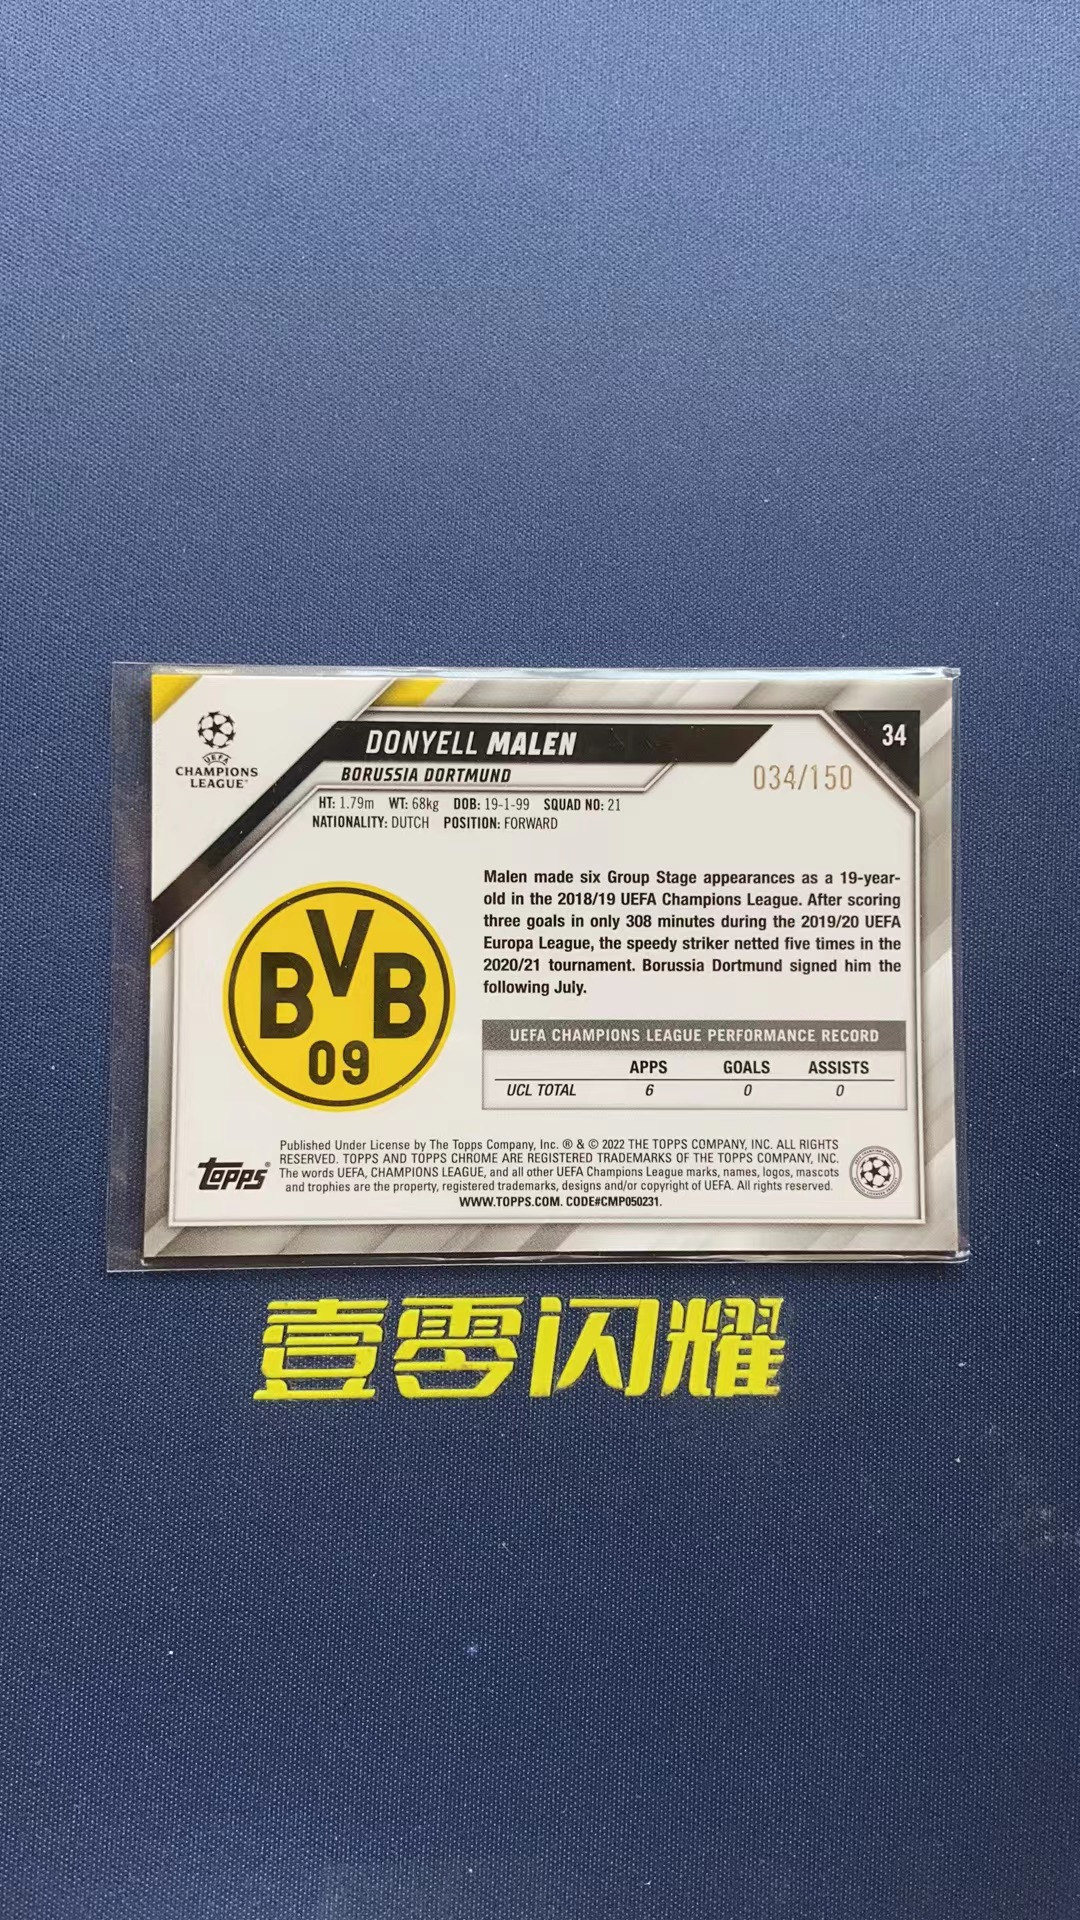 UEFA
CHAMPIONS
LEAGUE
DONYELL MALEN
34
BORUSSIA DORTMUND
034/150
HT: 1.79m WT: 68kg DOB: 19-1-99 SQUAD NO: 21
NATIONALITY: DUTCH POSITION: FORWARD
BVB
09
Malen made six Group Stage appearances as a 19-year-
old in the 2018/19 UEFA Champions League. After scoring
three goals in only 308 minutes during the 2019/20 UEFA
Europa League, the speedy striker netted five times in the
2020/21 tournament. Borussia Dortmund signed him the
following July.
UEFA CHAMPIONS LEAGUE PERFORMANCE RECORD
APPS GOALS ASSISTS
UCL TOTAL 6 0 0
topps®
Published Under License by The Topps Company, Inc. ® & © 2022 THE TOPPS COMPANY, INC. ALL RIGHTS
RESERVED. TOPPS AND TOPPS CHROME ARE REGISTERED TRADEMARKS OF THE TOPPS COMPANY, INC.
The words UEFA, CHAMPIONS LEAGUE, and all other UEFA Champions League marks, names, logos, mascots
and trophies are the property, registered trademarks, designs and/or copyright of UEFA. All rights reserved.
WWW.TOPPS.COM. CODE#CMP050231.
壹零闪耀